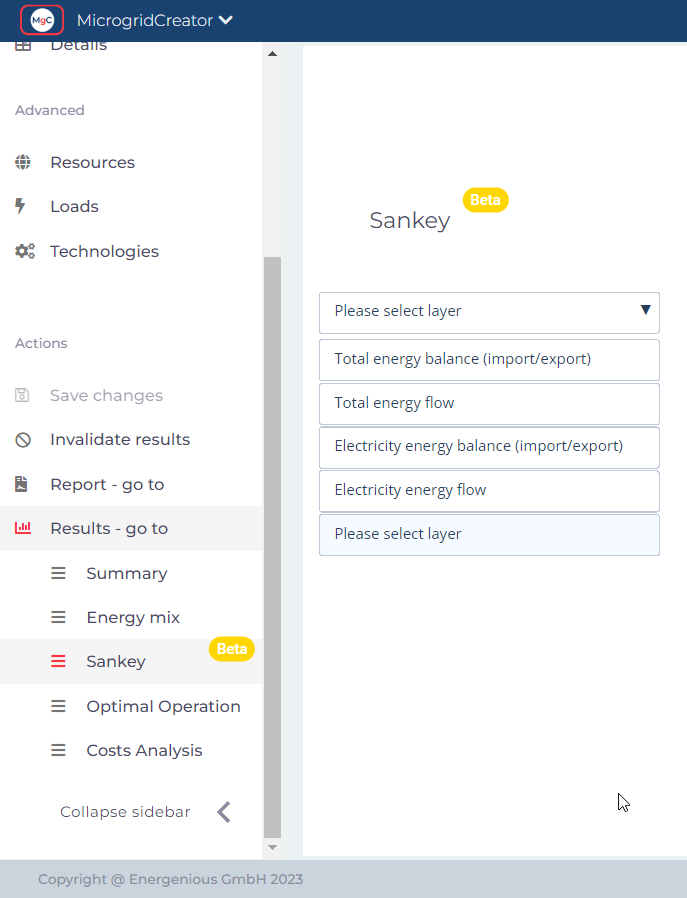 MgC MicrogridCreator
Details
Advanced
Resources
Loads
Technologies
Actions
Save changes
Invalidate results
Report - go to
Results - go to
Summary
Energy mix
Sankey Beta
Optimal Operation
Costs Analysis
Collapse sidebar
Sankey Beta
Please select layer
Total energy balance (import/export)
Total energy flow
Electricity energy balance (import/export)
Electricity energy flow
Please select layer
Copyright @ Energenious GmbH 2023